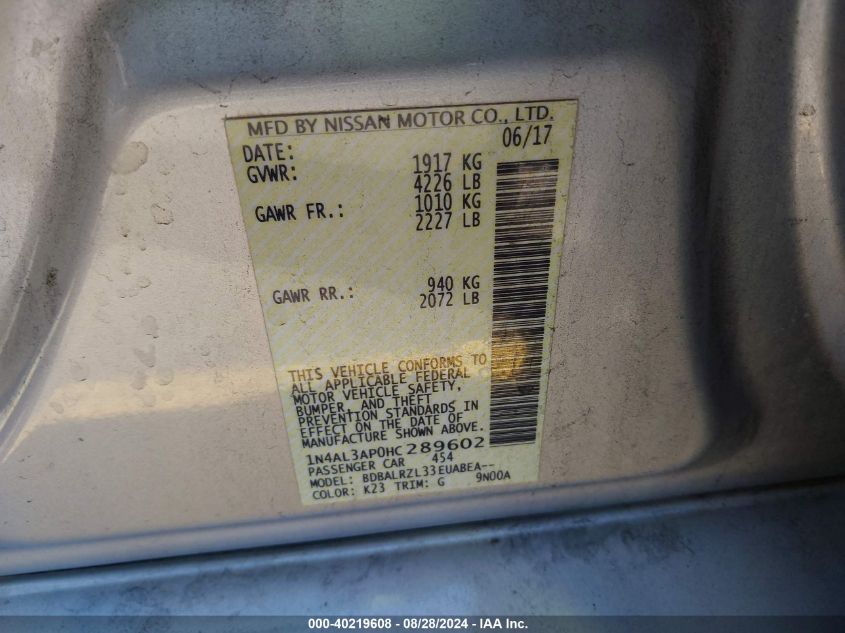 MFD BY NISSAN MOTOR CO., LTD.
DATE: 06/17
GVWR: 1917 KG
4226 LB
GAWR FR.: 1010 KG
2227 LB
GAWR RR.: 940 KG
2072 LB
THIS VEHICLE CONFORMS TO
ALL APPLICABLE FEDERAL
MOTOR VEHICLE SAFETY,
BUMPER, AND THEFT
PREVENTION STANDARDS IN
EFFECT ON THE DATE OF
MANUFACTURE SHOWN ABOVE.
1N4AL3AP0HC289602
PASSENGER CAR 454
MODEL: BDBALRZL33EUABEA--
COLOR: K23 TRIM: G 9N00A
000-40219608 - 08/28/2024 - IAA Inc.